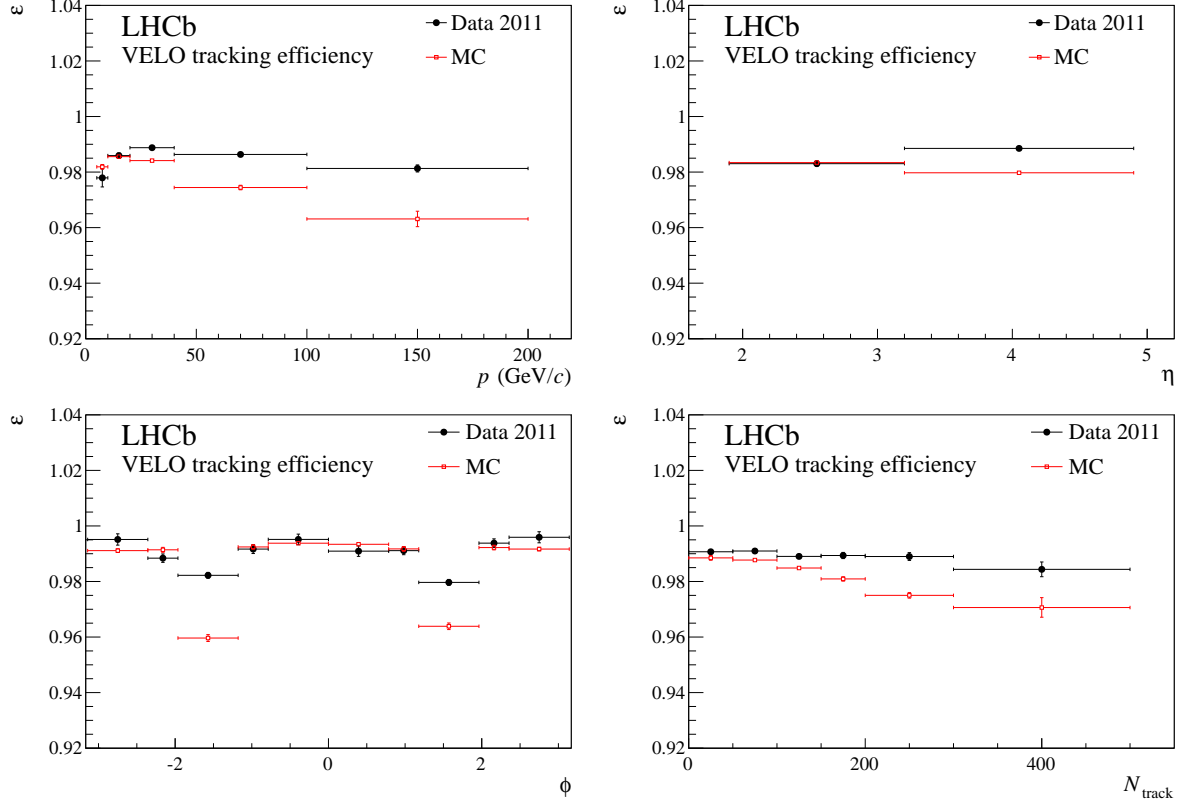 ε
1.04
1.02
1
0.98
0.96
0.94
0.92
LHCb
VELO tracking efficiency
Data 2011
MC
0 50 100 150 200
p (GeV/c)
ε
1.04
1.02
1
0.98
0.96
0.94
0.92
LHCb
VELO tracking efficiency
Data 2011
MC
2 3 4 5
η
ε
1.04
1.02
1
0.98
0.96
0.94
0.92
LHCb
VELO tracking efficiency
Data 2011
MC
-2 0 2
ϕ
ε
1.04
1.02
1
0.98
0.96
0.94
0.92
LHCb
VELO tracking efficiency
Data 2011
MC
0 200 400
N_track